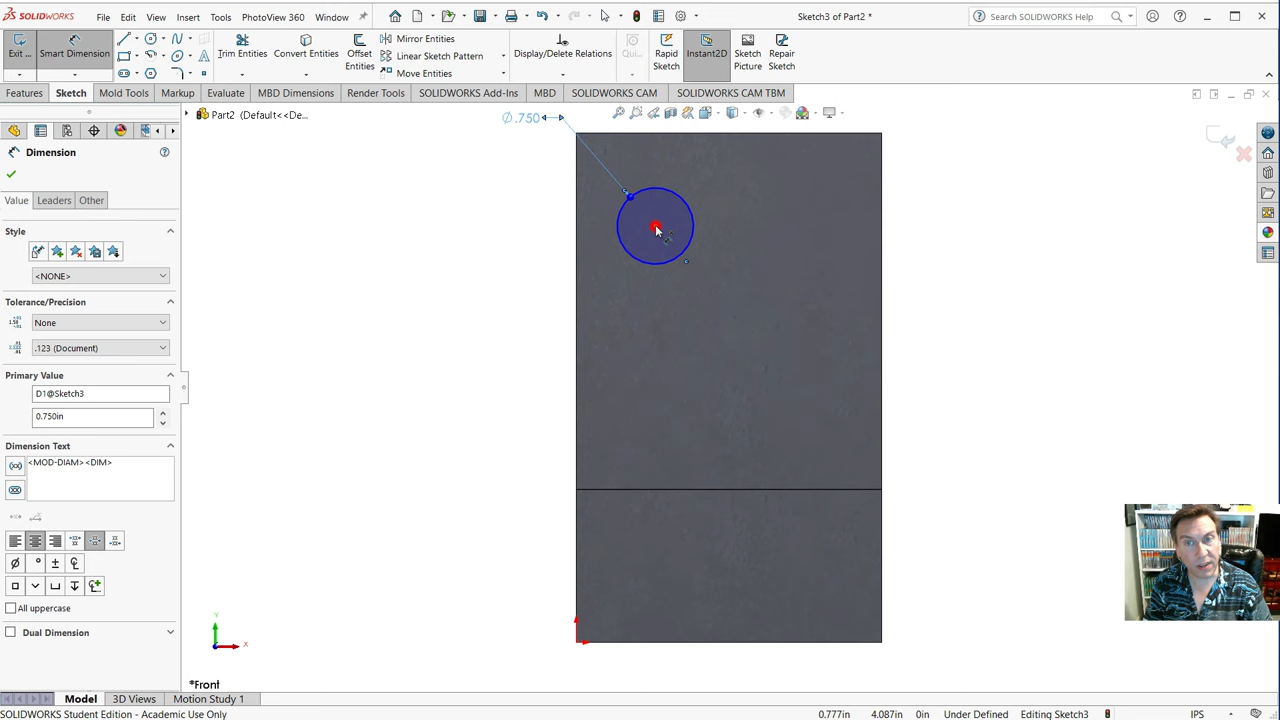 SOLIDWORKS File Edit View Insert Tools PhotoView 360 Window Sketch3 of Part2 * Search SOLIDWORKS Help
Exit ... Smart Dimension Trim Entities Convert Entities Offset Entities Mirror Entities Linear Sketch Pattern Move Entities Display/Delete Relations Qui... Rapid Sketch Instant2D Sketch Picture Repair Sketch
Features Sketch Mold Tools Markup Evaluate MBD Dimensions Render Tools SOLIDWORKS Add-Ins MBD SOLIDWORKS CAM SOLIDWORKS CAM TBM
Part2 (Default<<De...
Ø.750
Dimension
Value Leaders Other
Style
<NONE>
Tolerance/Precision
None
.123 (Document)
Primary Value
D1@Sketch3
0.750in
Dimension Text
<MOD-DIAM><DIM>
All uppercase
Dual Dimension
Y
X
*Front
Model 3D Views Motion Study 1
SOLIDWORKS Student Edition - Academic Use Only 0.777in 4.087in 0in Under Defined Editing Sketch3 IPS